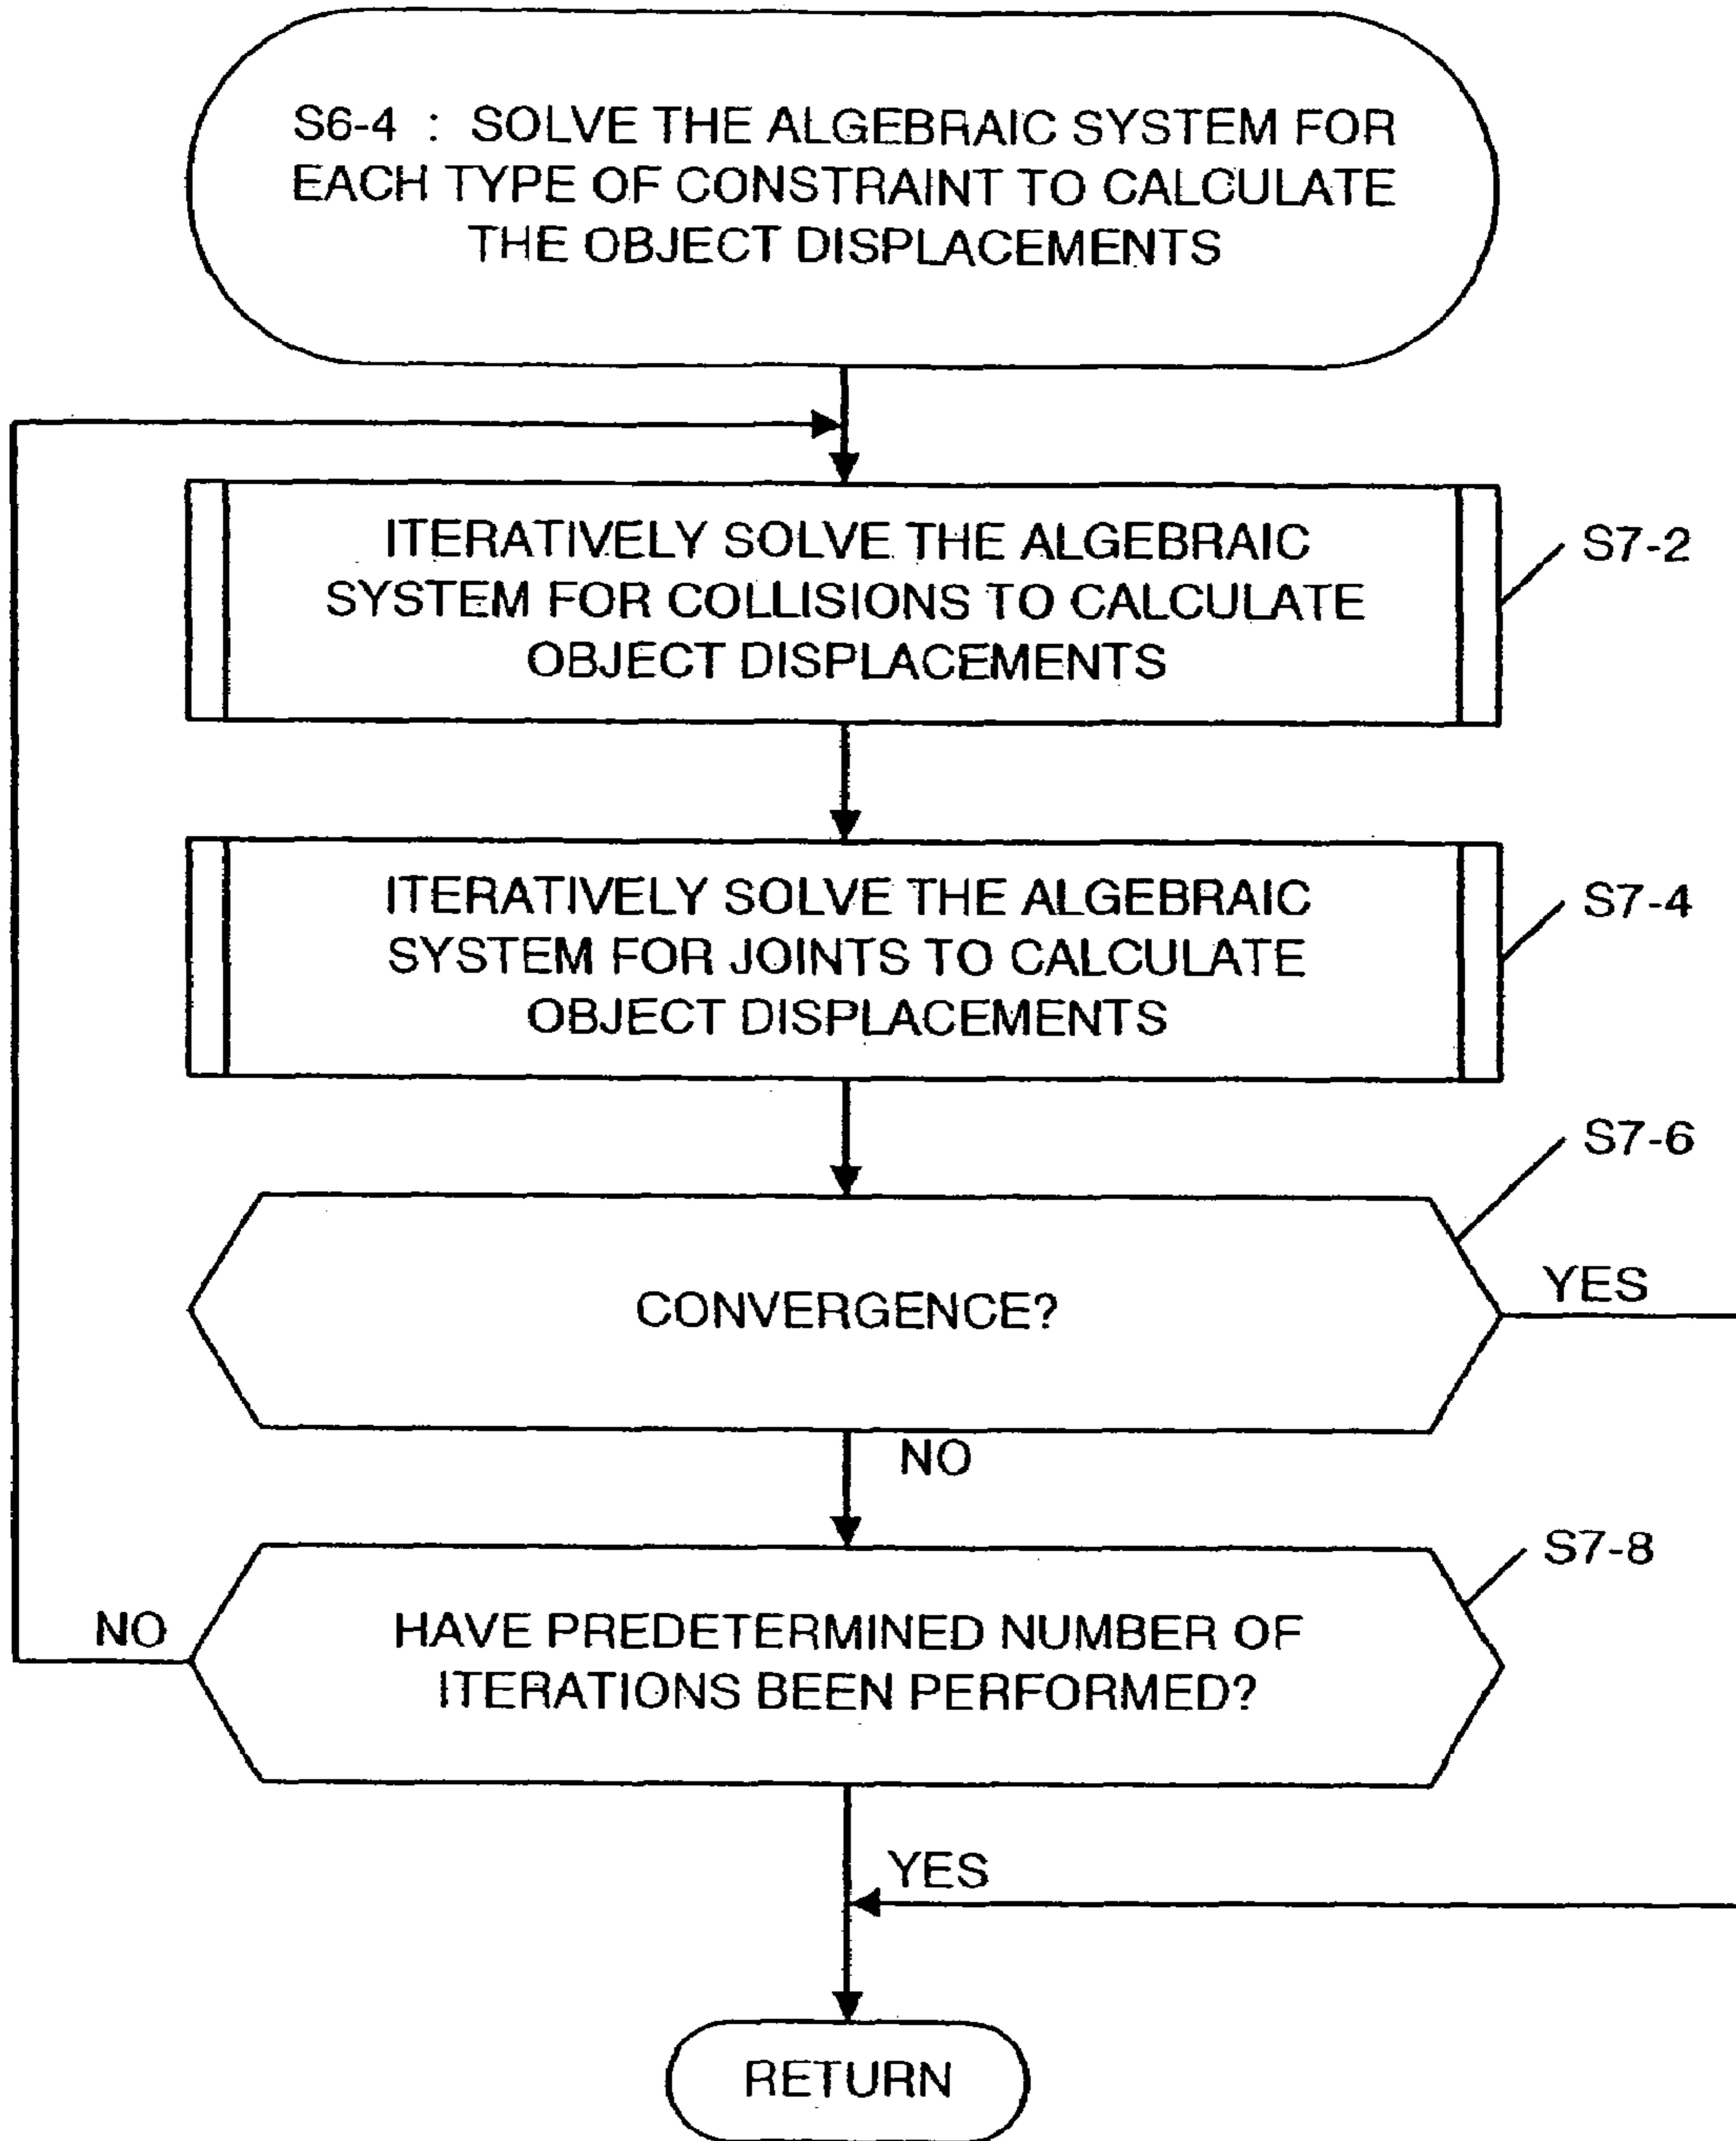 S6-4 : SOLVE THE ALGEBRAIC SYSTEM FOR
EACH TYPE OF CONSTRAINT TO CALCULATE
THE OBJECT DISPLACEMENTS
ITERATIVELY SOLVE THE ALGEBRAIC
SYSTEM FOR COLLISIONS TO CALCULATE
OBJECT DISPLACEMENTS
S7-2
ITERATIVELY SOLVE THE ALGEBRAIC
SYSTEM FOR JOINTS TO CALCULATE
OBJECT DISPLACEMENTS
S7-4
S7-6
CONVERGENCE?
YES
NO
S7-8
HAVE PREDETERMINED NUMBER OF
ITERATIONS BEEN PERFORMED?
NO
YES
RETURN